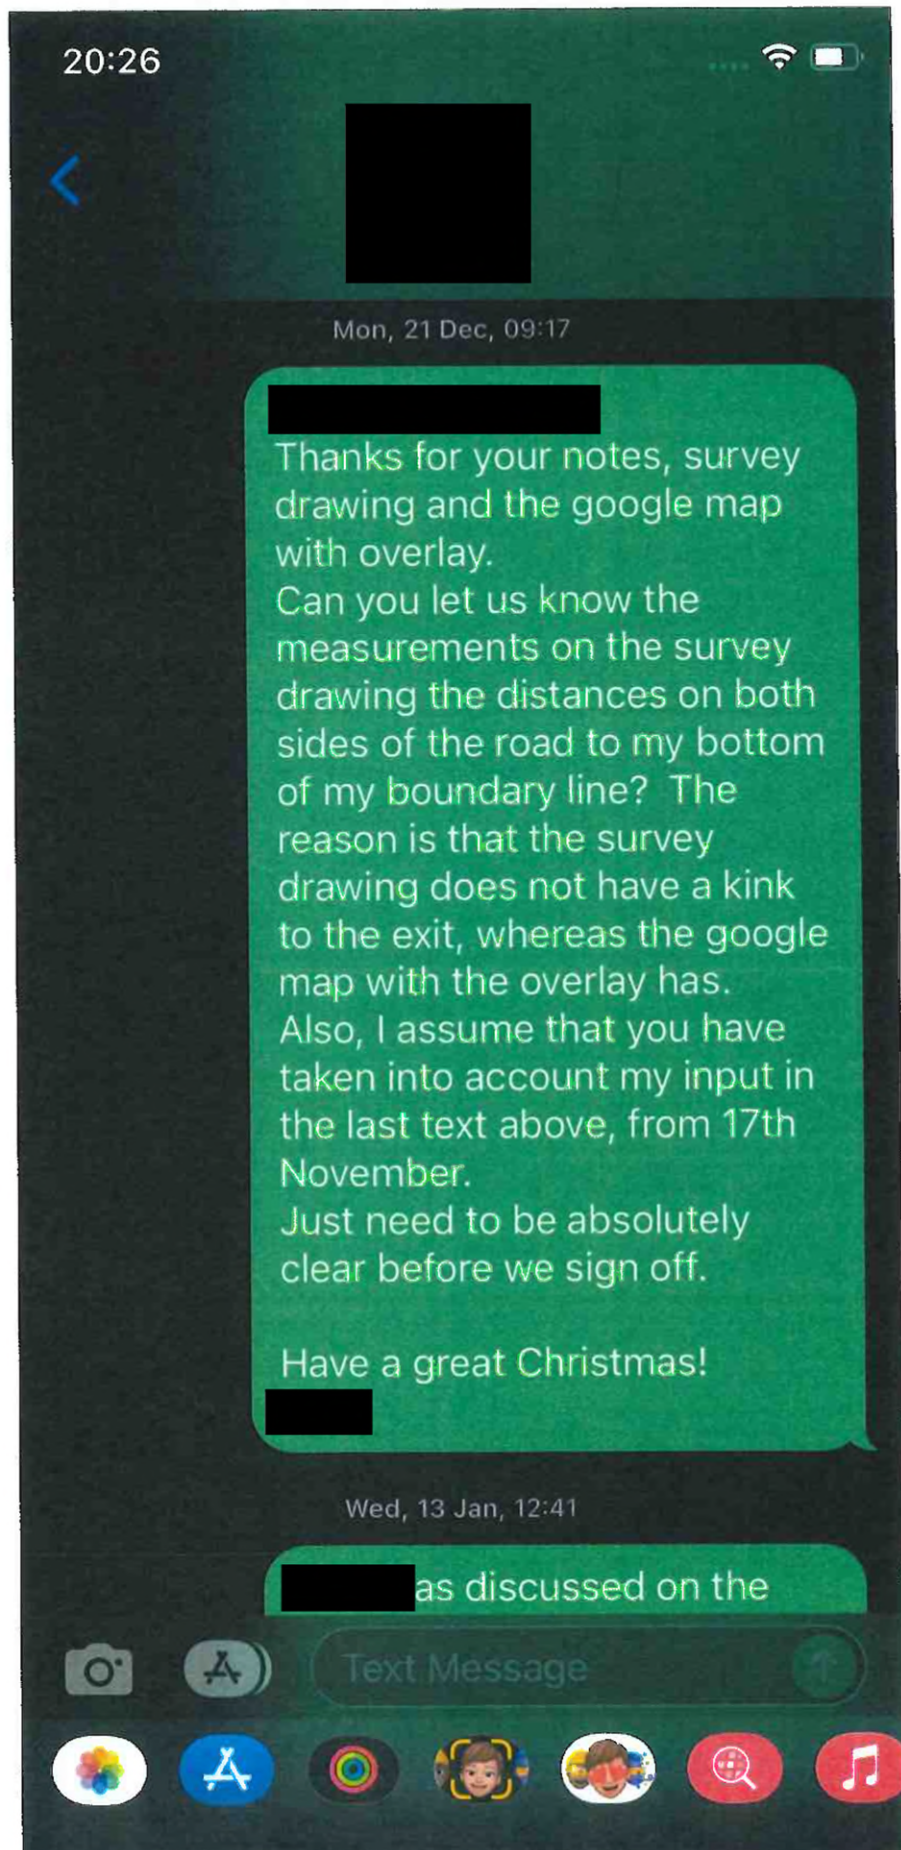 20:26
Mon, 21 Dec, 09:17
Thanks for your notes, survey
drawing and the google map
with overlay.
Can you let us know the
measurements on the survey
drawing the distances on both
sides of the road to my bottom
of my boundary line?  The
reason is that the survey
drawing does not have a kink
to the exit, whereas the google
map with the overlay has.
Also, I assume that you have
taken into account my input in
the last text above, from 17th
November.
Just need to be absolutely
clear before we sign off.
Have a great Christmas!
Wed, 13 Jan, 12:41
as discussed on the
Text Message